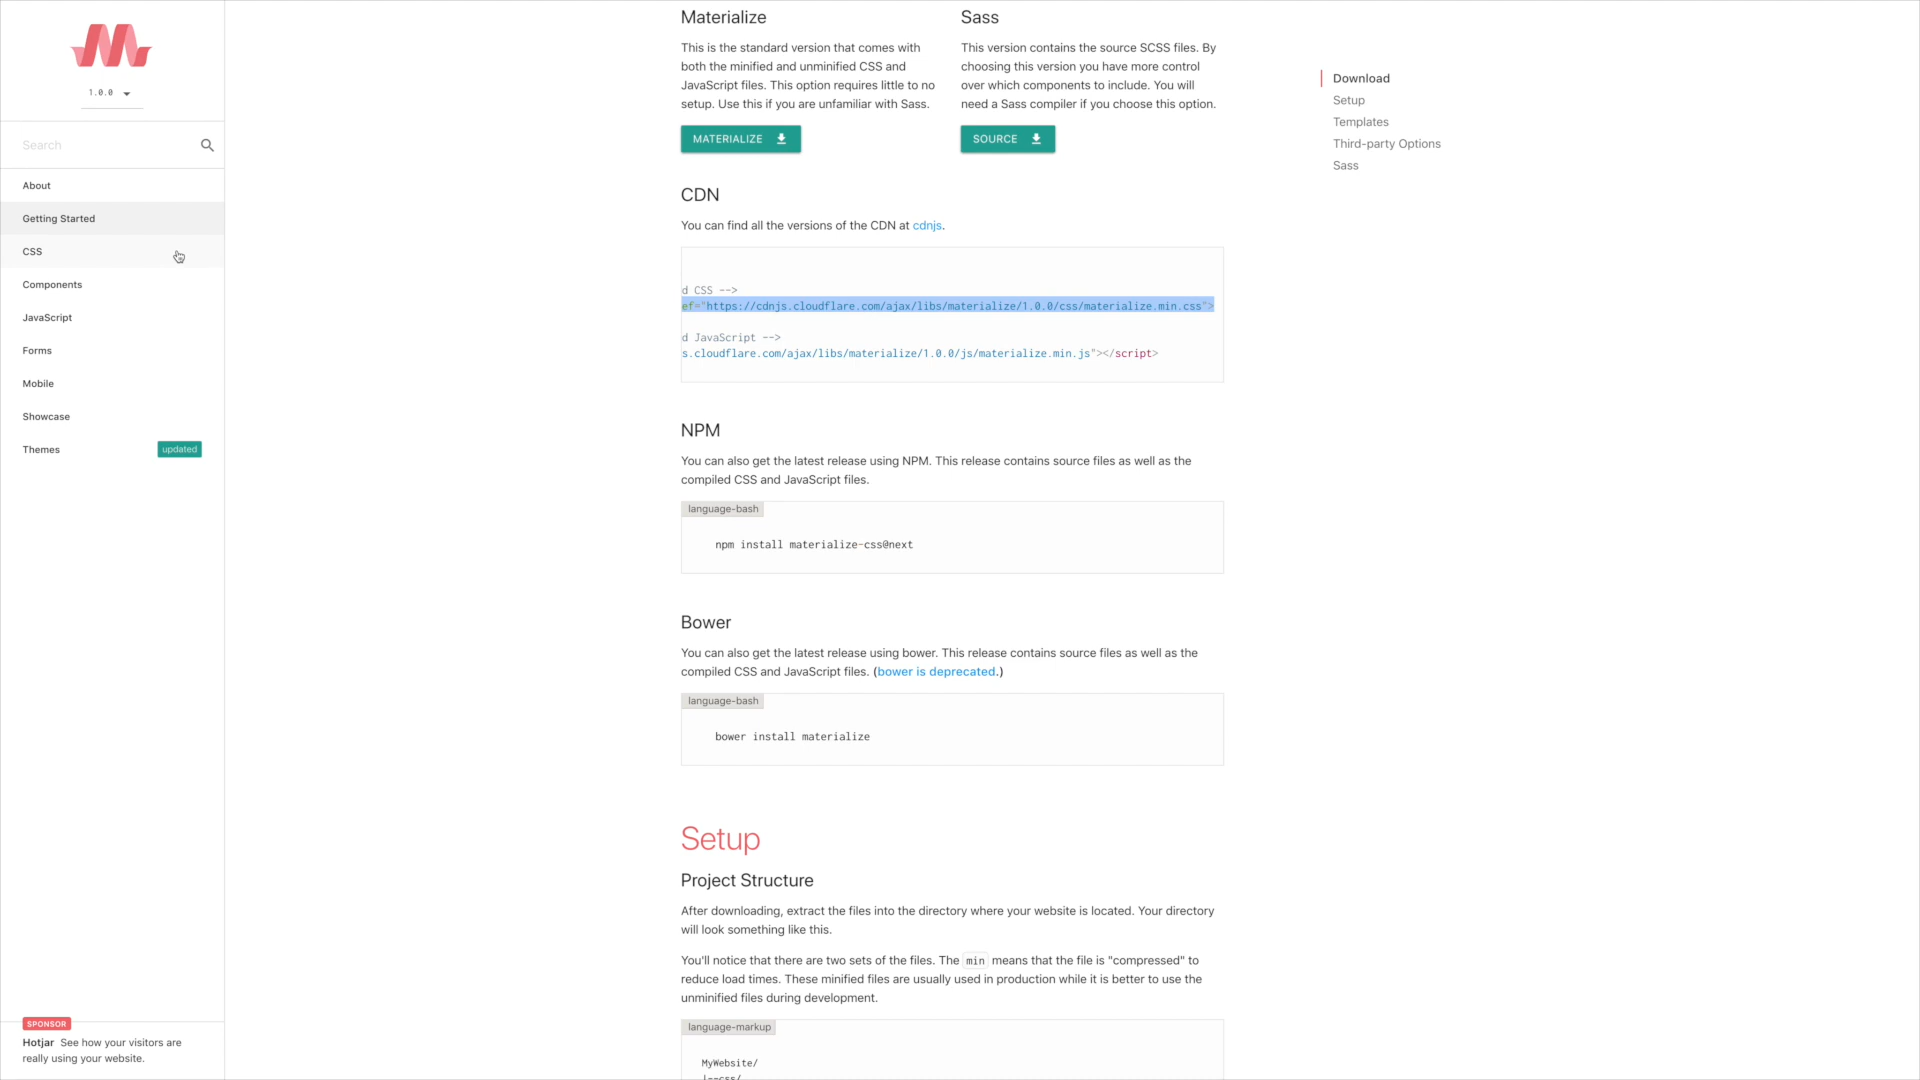 1.0.0
Search
About
Getting Started
CSS
Components
JavaScript
Forms
Mobile
Showcase
Themes updated
SPONSOR
Hotjar See how your visitors are
really using your website.
Materialize
This is the standard version that comes with
both the minified and unminified CSS and
JavaScript files. This option requires little to no
setup. Use this if you are unfamiliar with Sass.
MATERIALIZE
Sass
This version contains the source SCSS files. By
choosing this version you have more control
over which components to include. You will
need a Sass compiler if you choose this option.
SOURCE
CDN
You can find all the versions of the CDN at cdnjs.
d CSS -->
ef="https://cdnjs.cloudflare.com/ajax/libs/materialize/1.0.0/css/materialize.min.css">
d JavaScript -->
s.cloudflare.com/ajax/libs/materialize/1.0.0/js/materialize.min.js"></script>
NPM
You can also get the latest release using NPM. This release contains source files as well as the
compiled CSS and JavaScript files.
language-bash
npm install materialize-css@next
Bower
You can also get the latest release using bower. This release contains source files as well as the
compiled CSS and JavaScript files. (bower is deprecated.)
language-bash
bower install materialize
Setup
Project Structure
After downloading, extract the files into the directory where your website is located. Your directory
will look something like this.
You'll notice that there are two sets of the files. The min means that the file is "compressed" to
reduce load times. These minified files are usually used in production while it is better to use the
unminified files during development.
language-markup
MyWebsite/
|--css/
Download
Setup
Templates
Third-party Options
Sass